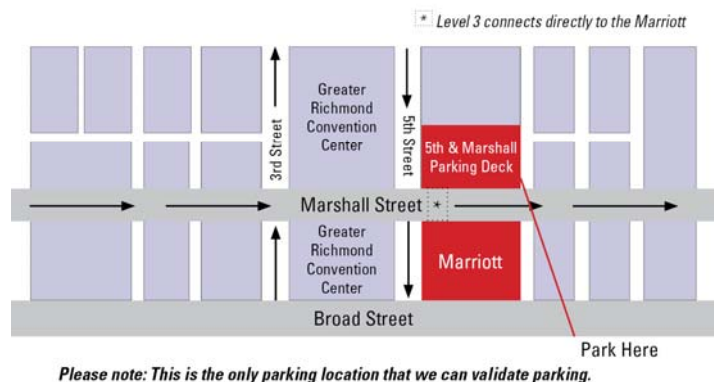 * Level 3 connects directly to the Marriott
Greater
Richmond
Convention
Center
3rd Street
5th Street
5th & Marshall
Parking Deck
Marshall Street
*
Greater
Richmond
Convention
Center
Marriott
Broad Street
Park Here
Please note: This is the only parking location that we can validate parking.